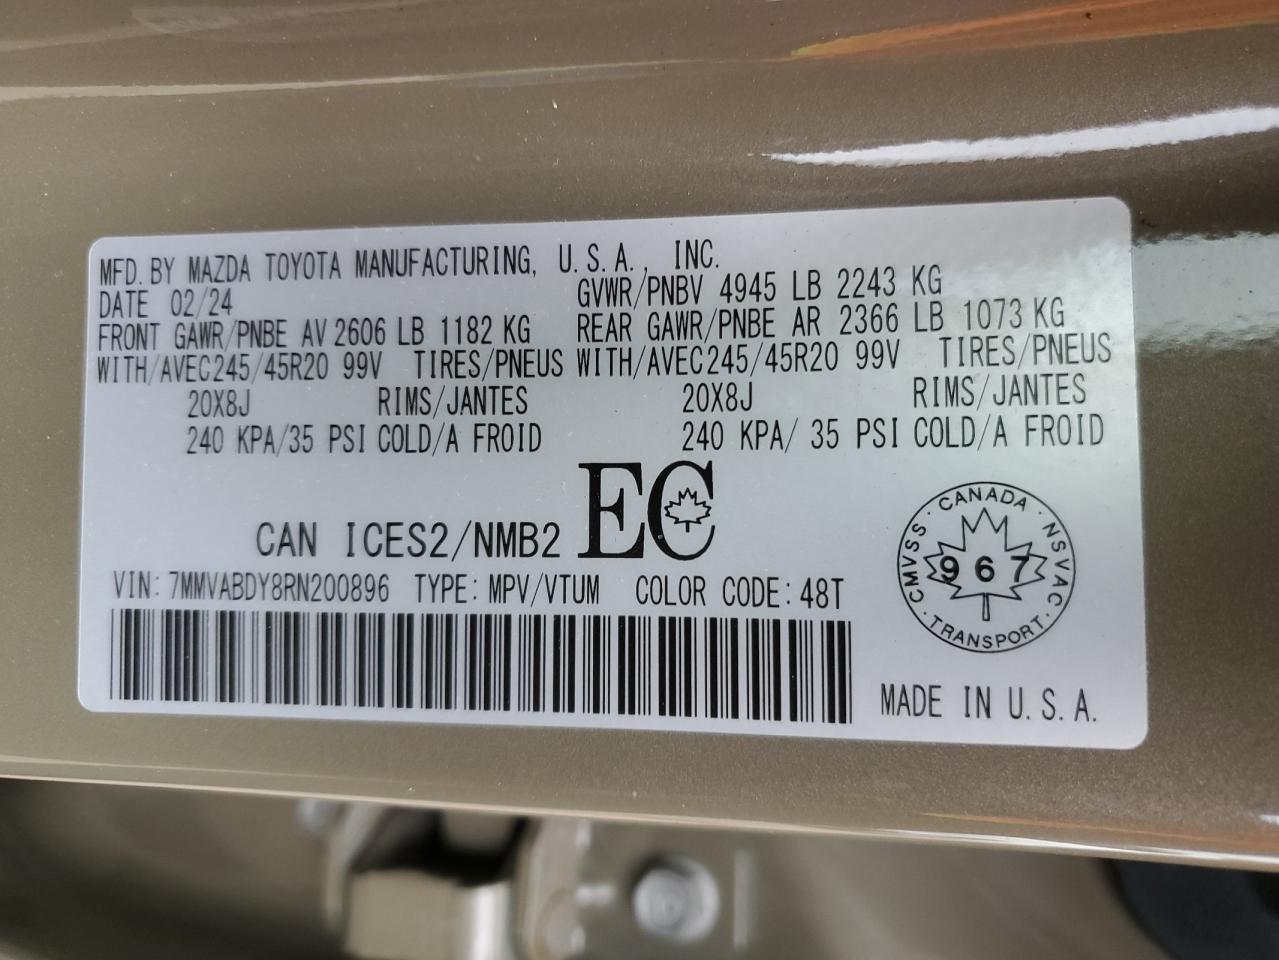 MFD. BY MAZDA TOYOTA MANUFACTURING, U.S.A., INC.
DATE 02/24 GVWR/PNBV 4945 LB 2243 KG
FRONT GAWR/PNBE AV 2606 LB 1182 KG REAR GAWR/PNBE AR 2366 LB 1073 KG
WITH/AVEC245/45R20 99V TIRES/PNEUS WITH/AVEC245/45R20 99V TIRES/PNEUS
20X8J RIMS/JANTES 20X8J RIMS/JANTES
240 KPA/35 PSI COLD/A FROID 240 KPA/ 35 PSI COLD/A FROID
CAN ICES2/NMB2 EC
VIN: 7MMVABDY8RN200896 TYPE: MPV/VTUM COLOR CODE: 48T
CMVSS · CANADA · NSVAC · TRANSPORT ·
967
MADE IN U.S.A.